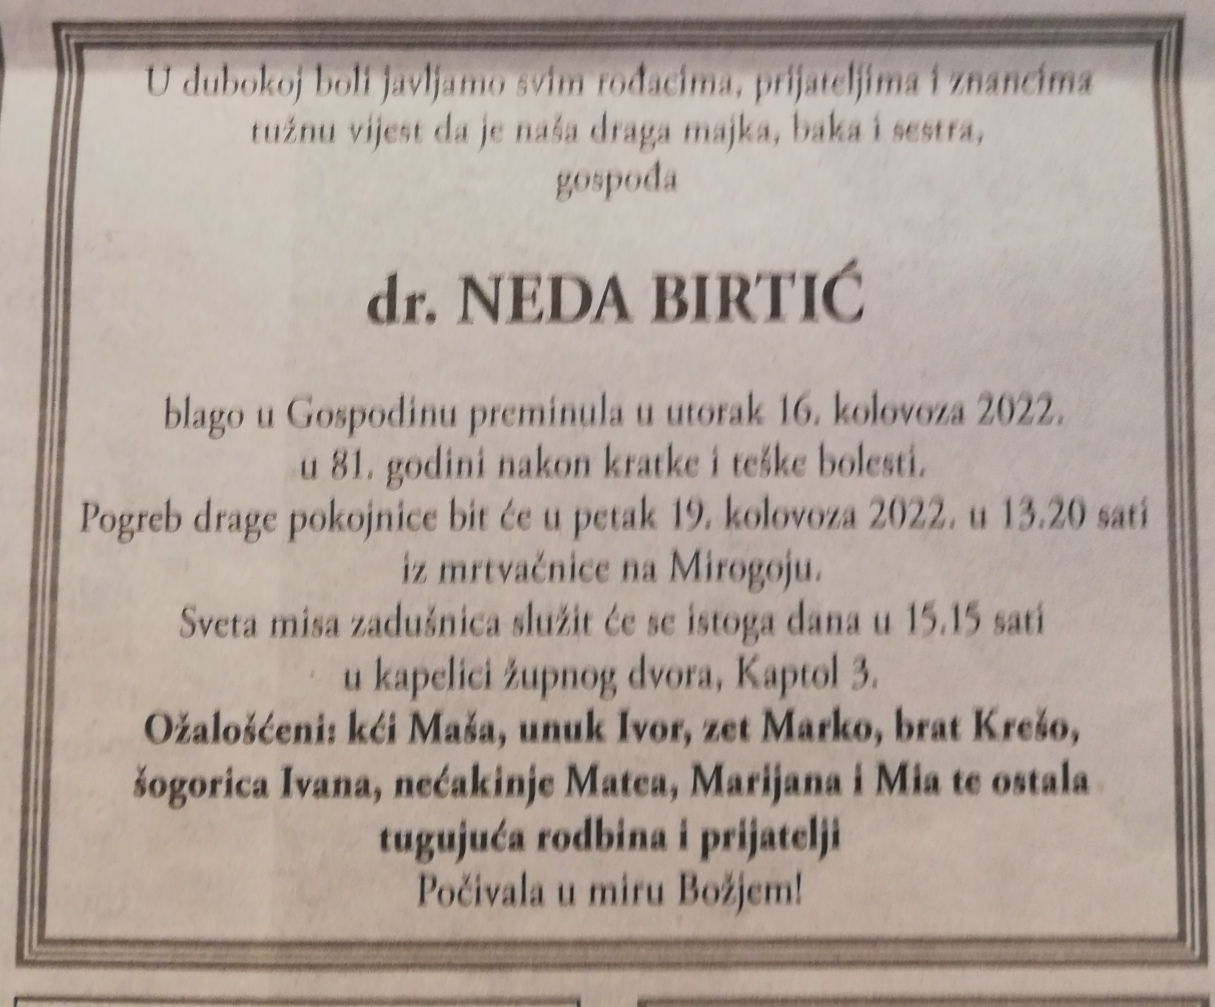 U dubokoj boli javljamo svim rođacima, prijateljima i znancima
tužnu vijest da je naša draga majka, baka i sestra,
gospođa
dr. NEDA BIRTIĆ
blago u Gospodinu preminula u utorak 16. kolovoza 2022.
u 81. godini nakon kratke i teške bolesti.
Pogreb drage pokojnice bit će u petak 19. kolovoza 2022. u 13.20 sati
iz mrtvačnice na Mirogoju.
Sveta misa zadušnica služit će se istoga dana u 15.15 sati
u kapelici župnog dvora, Kaptol 3.
Ožalošćeni: kći Maša, unuk Ivor, zet Marko, brat Krešo,
šogorica Ivana, nećakinje Matea, Marijana i Mia te ostala
tugujuća rodbina i prijatelji
Počivala u miru Božjem!